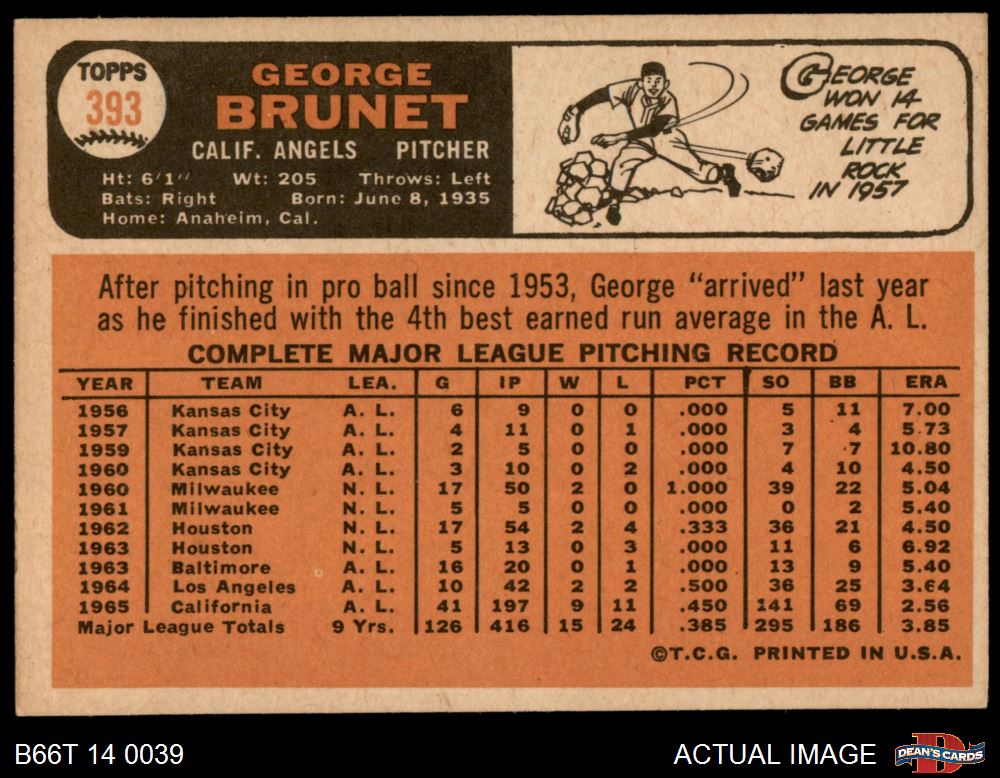 TOPPS
393
GEORGE
BRUNET
CALIF. ANGELS PITCHER
Ht: 6'1" Wt: 205 Throws: Left
Bats: Right Born: June 8, 1935
Home: Anaheim, Cal.
GEORGE
WON 14
GAMES FOR
LITTLE
ROCK
IN 1957
After pitching in pro ball since 1953, George "arrived" last year
as he finished with the 4th best earned run average in the A. L.
COMPLETE MAJOR LEAGUE PITCHING RECORD
YEAR TEAM LEA. G IP W L PCT SO BB ERA
1956 Kansas City A. L. 6 9 0 0 .000 5 11 7.00
1957 Kansas City A. L. 4 11 0 1 .000 3 4 5.73
1959 Kansas City A. L. 2 5 0 0 .000 7 7 10.80
1960 Kansas City A. L. 3 10 0 2 .000 4 10 4.50
1960 Milwaukee N. L. 17 50 2 0 1.000 39 22 5.04
1961 Milwaukee N. L. 5 5 0 0 .000 0 2 5.40
1962 Houston N. L. 17 54 2 4 .333 36 21 4.50
1963 Houston N. L. 5 13 0 3 .000 11 6 6.92
1963 Baltimore A. L. 16 20 0 1 .000 13 9 5.40
1964 Los Angeles A. L. 10 42 2 2 .500 36 25 3.64
1965 California A. L. 41 197 9 11 .450 141 69 2.56
Major League Totals 9 Yrs. 126 416 15 24 .385 295 186 3.85
©T.C.G. PRINTED IN U.S.A.
B66T 14 0039
ACTUAL IMAGE
DEAN'S CARDS